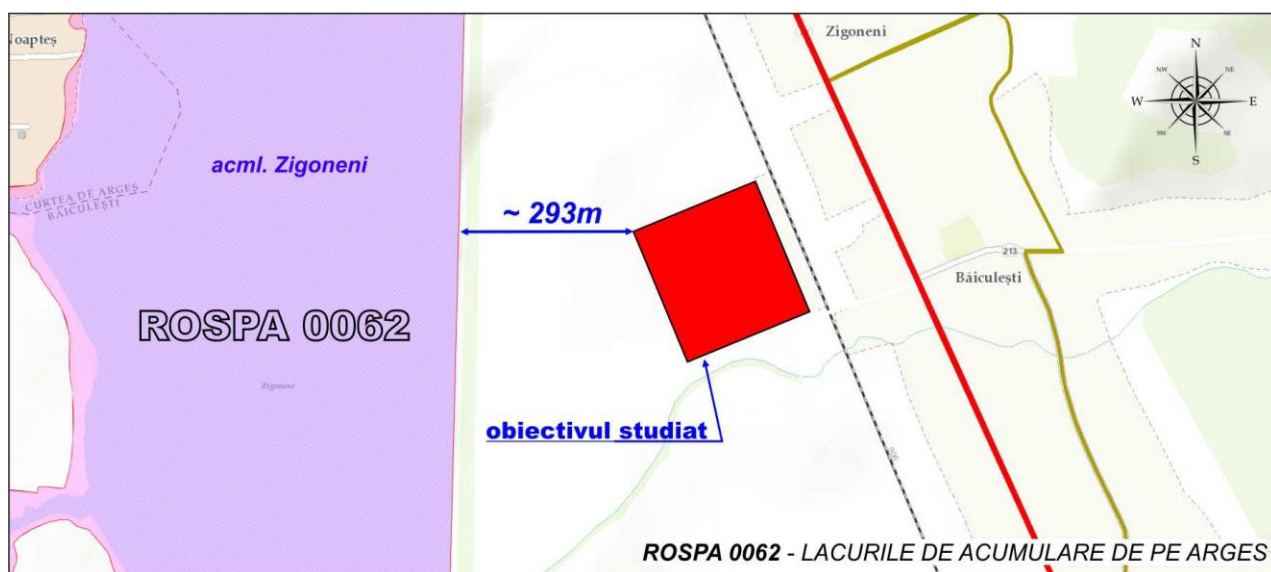 Noapteș
Zigoneni
N
NW
NE
W
E
SW
SE
S
acml. Zigoneni
CURTEA DE ARGEȘ
BĂICULEȘTI
~ 293m
213
Băiculești
ROSPA 0062
Zigoneni
obiectivul studiat
ROSPA 0062 - LACURILE DE ACUMULARE DE PE ARGES